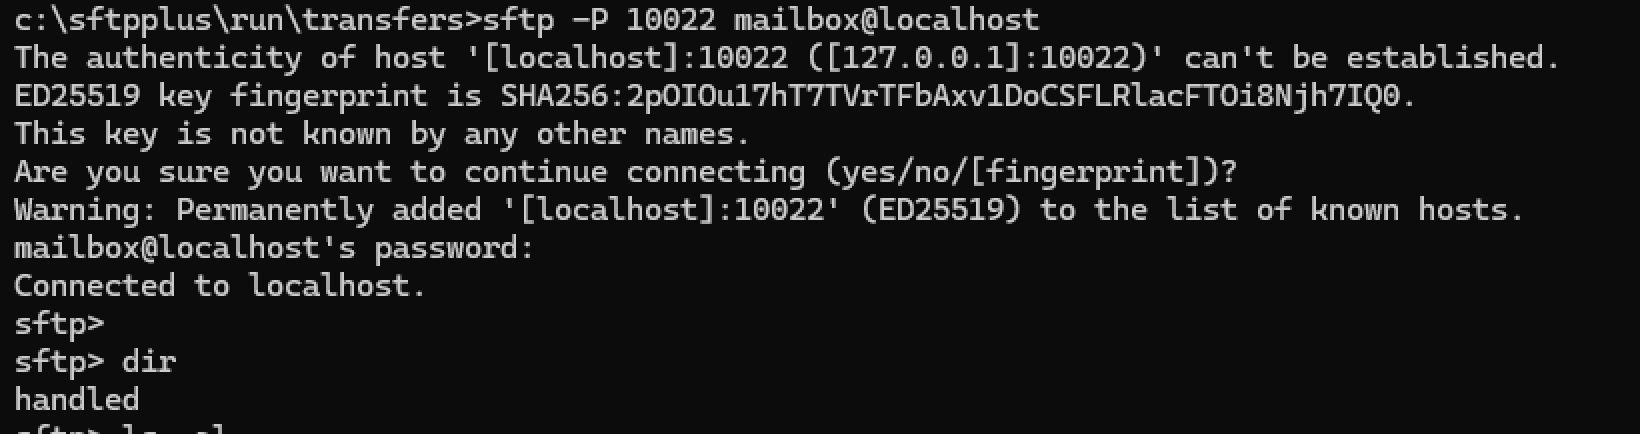 c:\sftpplus\run\transfers>sftp -P 10022 mailbox@localhost
The authenticity of host '[localhost]:10022 ([127.0.0.1]:10022)' can't be established.
ED25519 key fingerprint is SHA256:2pOIOu17hT7TVrTFbAxv1DoCSFLRlacFTOi8Njh7IQ0.
This key is not known by any other names.
Are you sure you want to continue connecting (yes/no/[fingerprint])?
Warning: Permanently added '[localhost]:10022' (ED25519) to the list of known hosts.
mailbox@localhost's password:
Connected to localhost.
sftp>
sftp> dir
handled